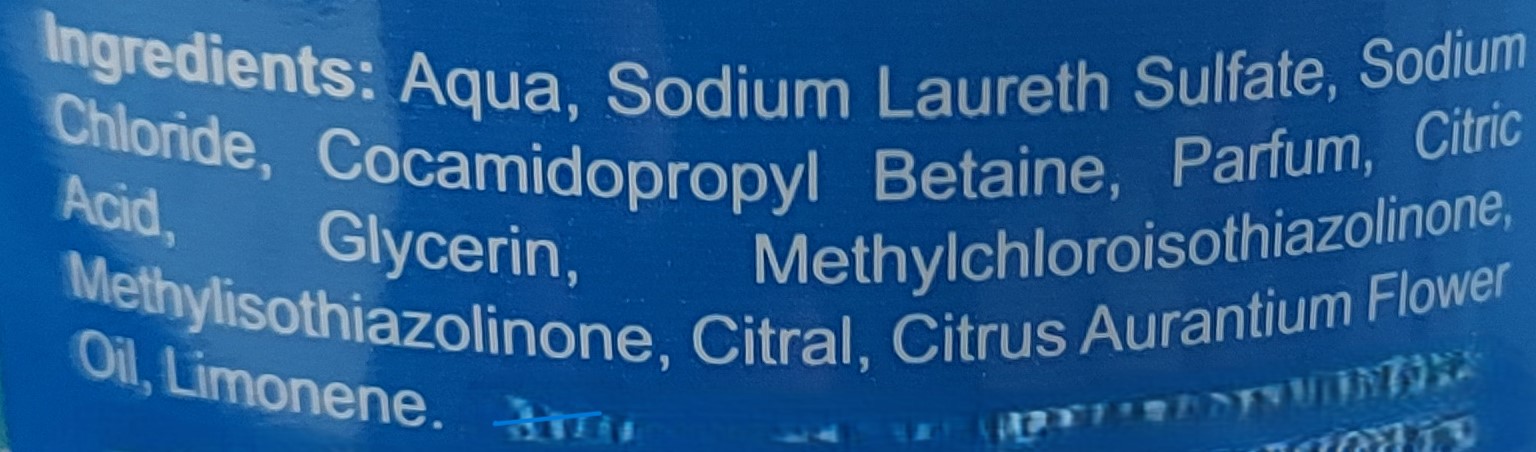 Ingredients: Aqua, Sodium Laureth Sulfate, Sodium
Chloride, Cocamidopropyl Betaine, Parfum, Citric
Acid, Glycerin, Methylchloroisothiazolinone,
Methylisothiazolinone, Citral, Citrus Aurantium Flower
Oil, Limonene.